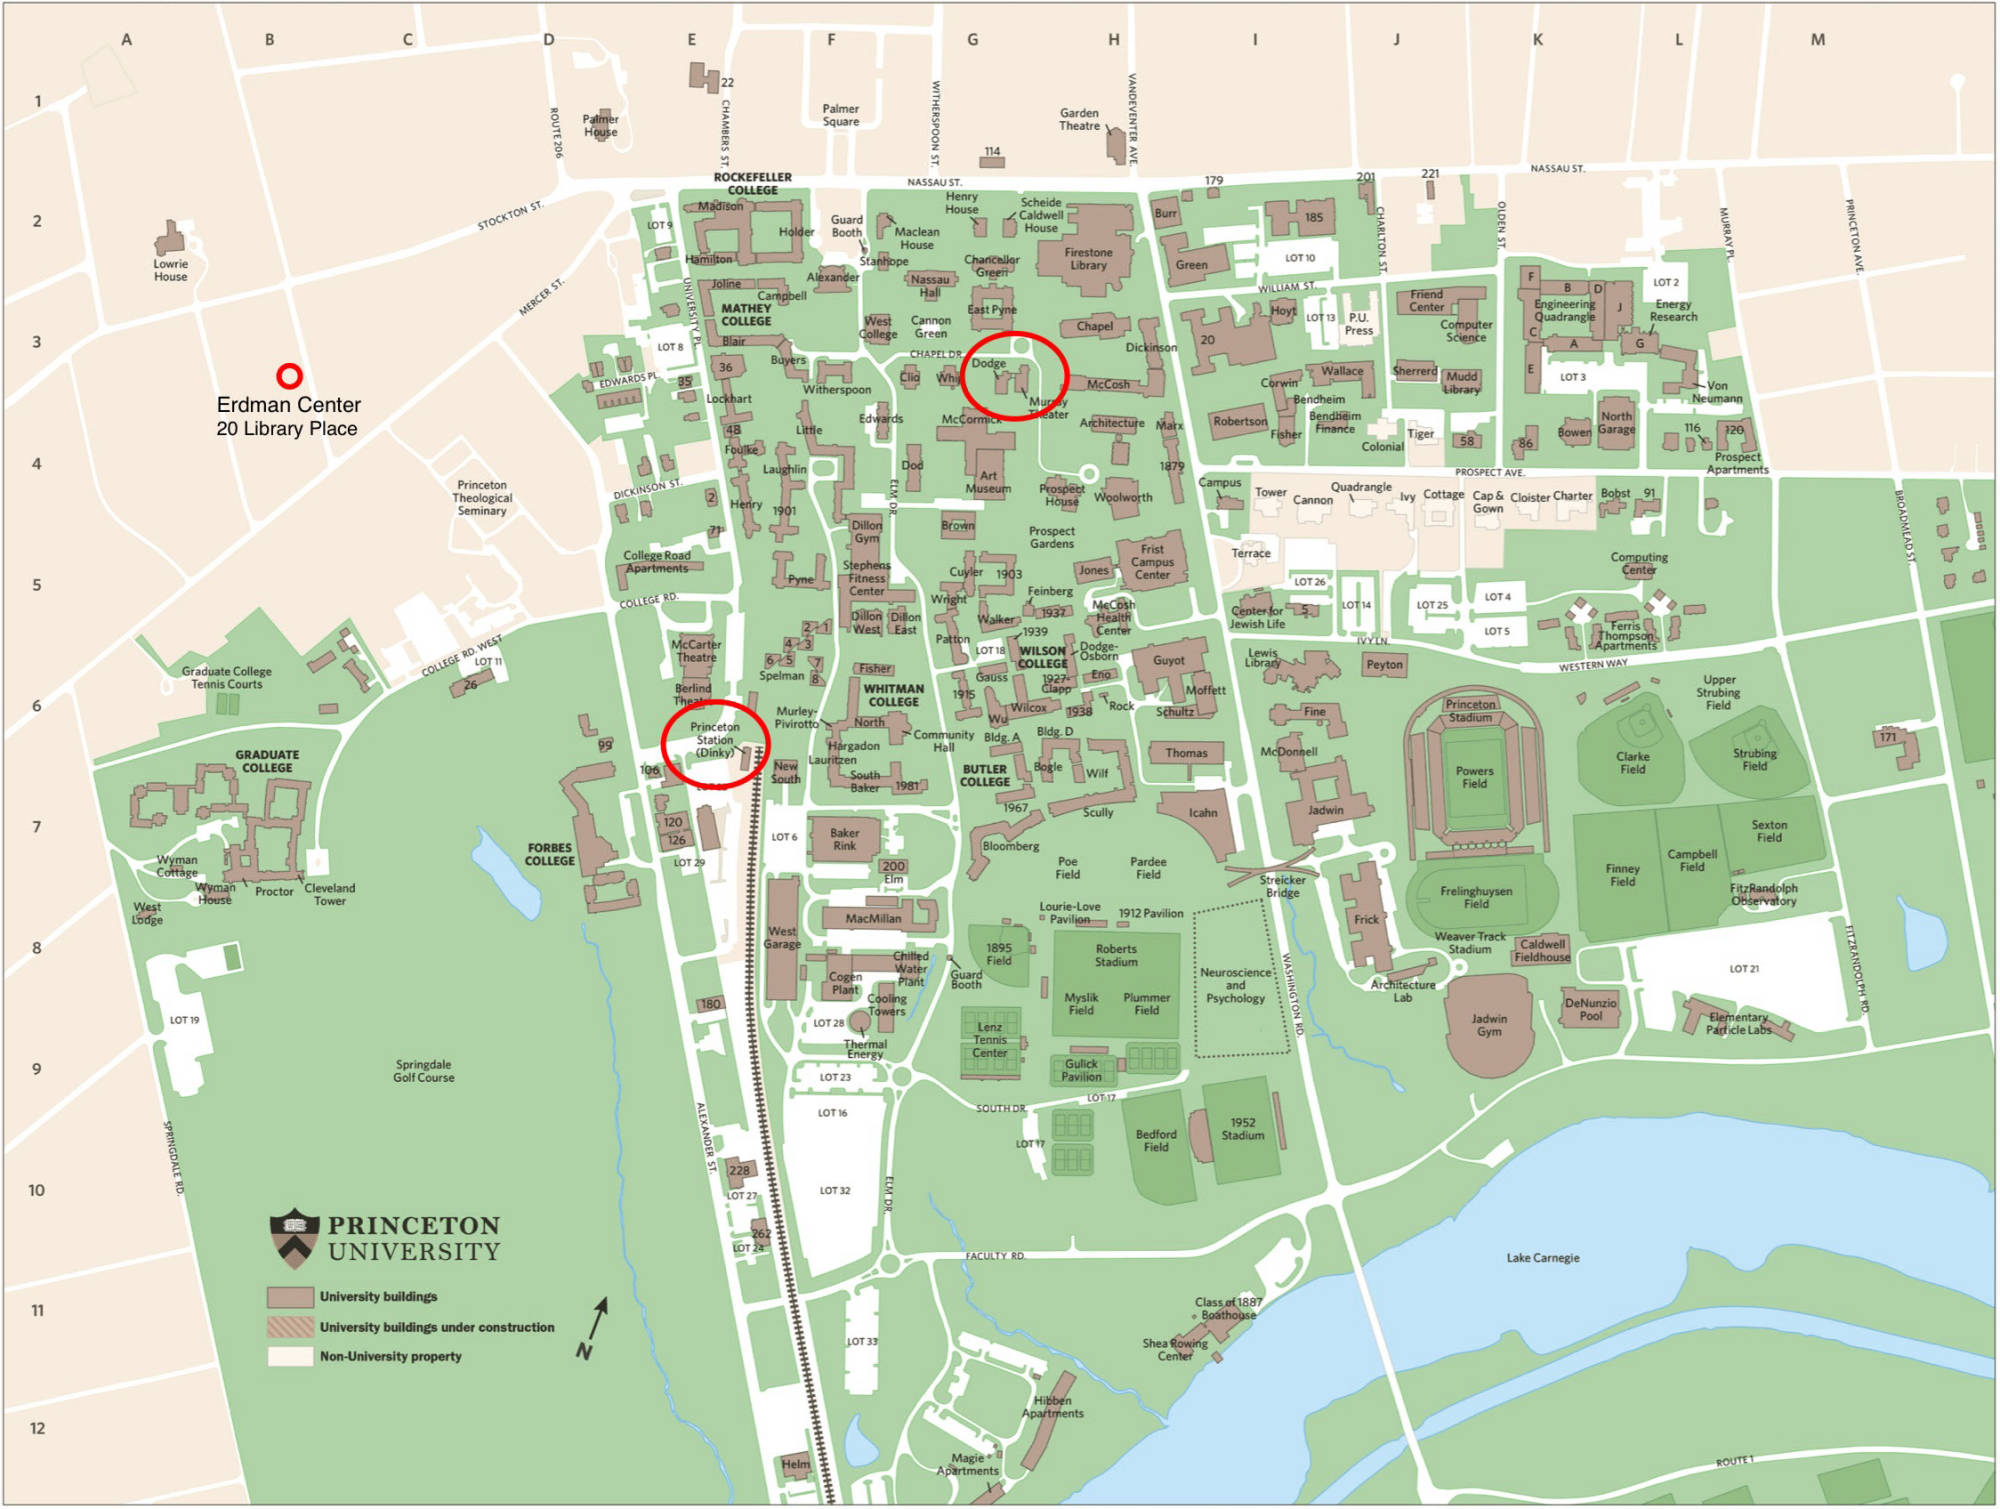 A B C D E F G H I J K L M
1
2
3
4
5
6
7
8
9
10
11
12
22
Palmer
House
ROUTE 206
CHAMBERS ST.
Palmer
Square
WITHERSPOON ST.
114
Garden
Theatre
VANDEVENTER AVE.
NASSAU ST.
NASSAU ST.
STOCKTON ST.
MERCER ST.
Lowrie
House
Erdman Center
20 Library Place
Princeton
Theological
Seminary
ROCKEFELLER
COLLEGE
Madison
Holder
Hamilton
LOT 9
UNIVERSITY PL.
Joline
Campbell
MATHEY
COLLEGE
Blair
Buyers
LOT 8
EDWARDS PL.
35
36
Lockhart
48
Foulke
Laughlin
Little
Henry
1901
2
71
DICKINSON ST.
College Road
Apartments
COLLEGE RD.
Pyne
Guard
Booth
Maclean
House
Stanhope
Alexander
Nassau
Hall
West
College
Cannon
Green
Henry
House
Scheide
Caldwell
House
Chancellor
Green
East Pyne
Firestone
Library
Chapel
Dickinson
CHAPEL DR.
Witherspoon
Clio
Whi
Dodge
Murray
Theater
McCosh
Edwards
McCormick
Architecture
Marx
1879
Dod
Art
Museum
Prospect
House
Woolworth
ELM DR.
Brown
Prospect
Gardens
Dillon
Gym
Stephens
Fitness
Center
Dillon
West
Dillon
East
Cuyler
1903
Wright
Feinberg
Walker
1937
1939
Patton
LOT 18
WILSON
COLLEGE
Dodge-
Osborn
Jones
Frist
Campus
Center
McCosh
Health
Center
Gauss
1927-
Clapp
Eno
1915
Wilcox
Wu
1938
Rock
Guyot
Moffett
Schultz
Burr
179
185
201
221
Green
LOT 10
WILLIAM ST.
CHARLTON ST.
OLDEN ST.
MURRAY PL.
PRINCETON AVE.
20
Hoyt
LOT 13
P.U.
Press
Friend
Center
Computer
Science
F
B
D
J
Engineering
Quadrangle
C
A
G
E
LOT 2
Energy
Research
LOT 3
Von
Neumann
Corwin
Wallace
Sherrerd
Mudd
Library
Bendheim
Bendheim
Finance
Robertson
Fisher
Colonial
Tiger
58
86
Bowen
North
Garage
116
120
Prospect
Apartments
PROSPECT AVE.
Campus
Tower
Cannon
Quadrangle
Ivy
Cottage
Cap &
Gown
Cloister
Charter
Bobst
91
BROADMEAD ST.
Terrace
LOT 26
LOT 14
LOT 25
LOT 4
LOT 5
Computing
Center
Center for
Jewish Life
5
IVY LN.
Ferris
Thompson
Apartments
WESTERN WAY
Graduate College
Tennis Courts
COLLEGE RD. WEST
LOT 11
26
GRADUATE
COLLEGE
Wyman
Cottage
Wyman
House
Proctor
Cleveland
Tower
West
Lodge
LOT 19
SPRINGDALE RD.
Springdale
Golf Course
McCarter
Theatre
Berlind
Theatre
2
1
4
3
6
5
7
8
Spelman
Fisher
WHITMAN
COLLEGE
Murley-
Pivirotto
North
Community
Hall
Hargadon
Lauritzen
South
Baker
1981
Princeton
Station
(Dinky)
New
South
99
106
120
126
LOT 29
FORBES
COLLEGE
LOT 6
Baker
Rink
200
Elm
MacMillan
West
Garage
Cogen
Plant
Chilled
Water
Plant
Cooling
Towers
LOT 28
Thermal
Energy
Guard
Booth
180
LOT 23
LOT 16
LOT 32
ELM DR.
ALEXANDER ST.
228
LOT 27
262
LOT 24
LOT 33
Helm
Bldg. A
Bldg. D
BUTLER
COLLEGE
Bogle
Wilf
1967
Scully
Bloomberg
Thomas
Icahn
Poe
Field
Pardee
Field
Lourie-Love
Pavilion
1912 Pavilion
1895
Field
Roberts
Stadium
Myslik
Field
Plummer
Field
Lenz
Tennis
Center
Gulick
Pavilion
LOT 17
SOUTH DR.
LOT 17
Bedford
Field
1952
Stadium
Neuroscience
and
Psychology
WASHINGTON RD.
Streicker
Bridge
Lewis
Library
Peyton
Fine
McDonnell
Jadwin
Frick
Architecture
Lab
Princeton
Stadium
Powers
Field
Frelinghuysen
Field
Weaver Track
Stadium
Caldwell
Fieldhouse
Jadwin
Gym
DeNunzio
Pool
Upper
Strubing
Field
Clarke
Field
Strubing
Field
171
Finney
Field
Campbell
Field
Sexton
Field
FitzRandolph
Observatory
FITZRANDOLPH RD.
LOT 21
Elementary
Particle Labs
FACULTY RD.
Lake Carnegie
Class of 1887
Boathouse
Shea Rowing
Center
Hibben
Apartments
Magie
Apartments
ROUTE 1
PRINCETON
UNIVERSITY
University buildings
University buildings under construction
Non-University property
N